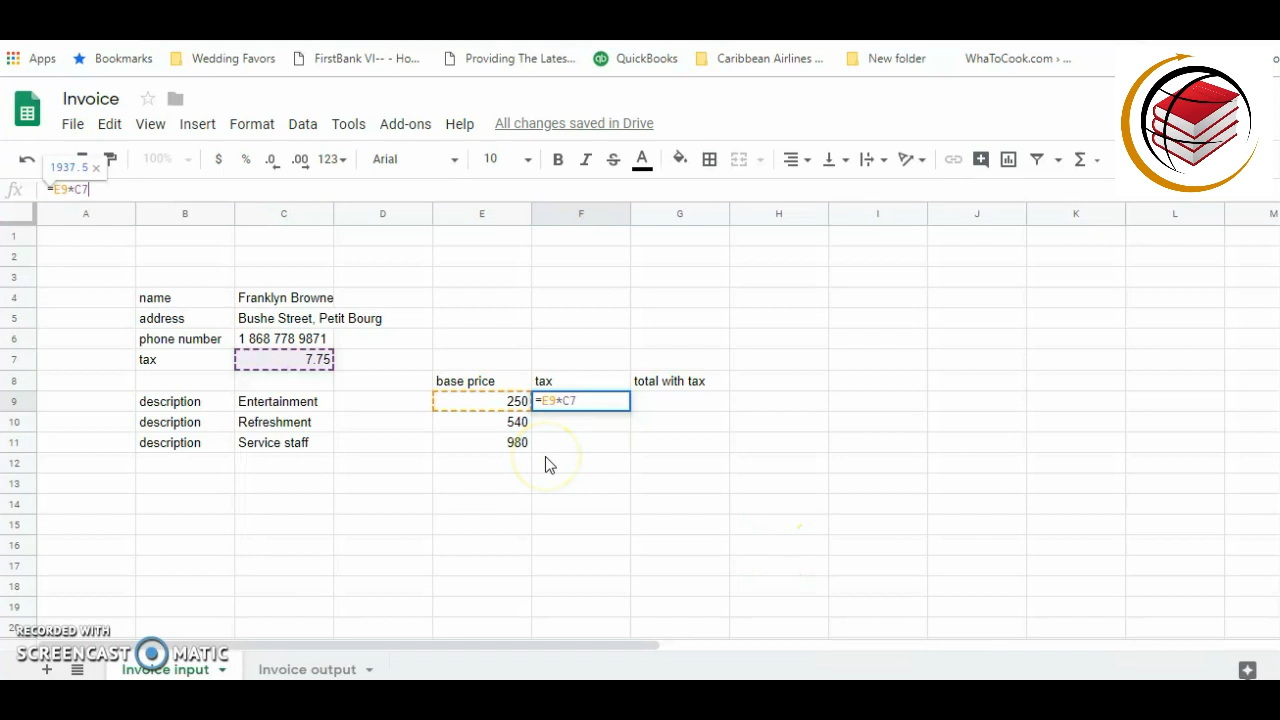 Apps Bookmarks Wedding Favors FirstBank VI-- - Ho... Providing The Lates... QuickBooks Caribbean Airlines ... New folder WhaToCook.com › ...
Invoice
File Edit View Insert Format Data Tools Add-ons Help All changes saved in Drive
100% $ % .0 .00 123 Arial 10 B I S A Σ
1937.5 ×
fx =E9*C7
A B C D E F G H I J K L M
1
2
3
4 name Franklyn Browne
5 address Bushe Street, Petit Bourg
6 phone number 1 868 778 9871
7 tax 7.75
8 base price tax total with tax
9 description Entertainment 250 =E9*C7
10 description Refreshment 540
11 description Service staff 980
12
13
14
15
16
17
18
19
RECORDED WITH
SCREENCAST MATIC
+ Invoice input Invoice output